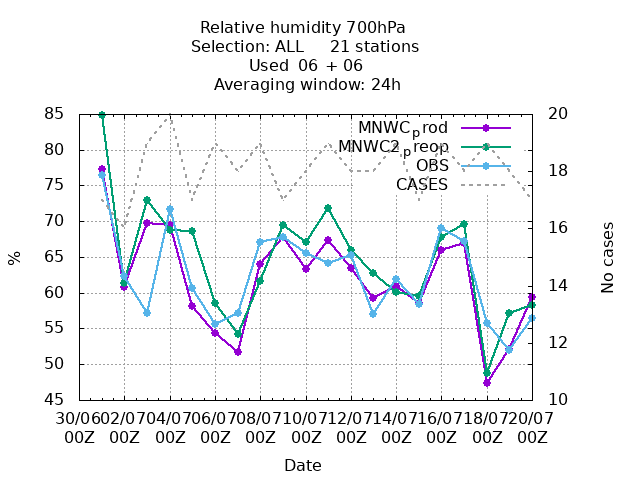 Relative humidity 700hPa
Selection: ALL 21 stations
Used 06 + 06
Averaging window: 24h
85 20
MNWCprod
MNWC2preop
80
OBS
18
CASES
75
70
16
65
%
No cases
60
14
55
12
50
45 10
30/06 02/07 04/07 06/07 08/07 10/07 12/07 14/07 16/07 18/07 20/07
00Z 00Z 00Z 00Z 00Z 00Z 00Z 00Z 00Z 00Z 00Z
Date